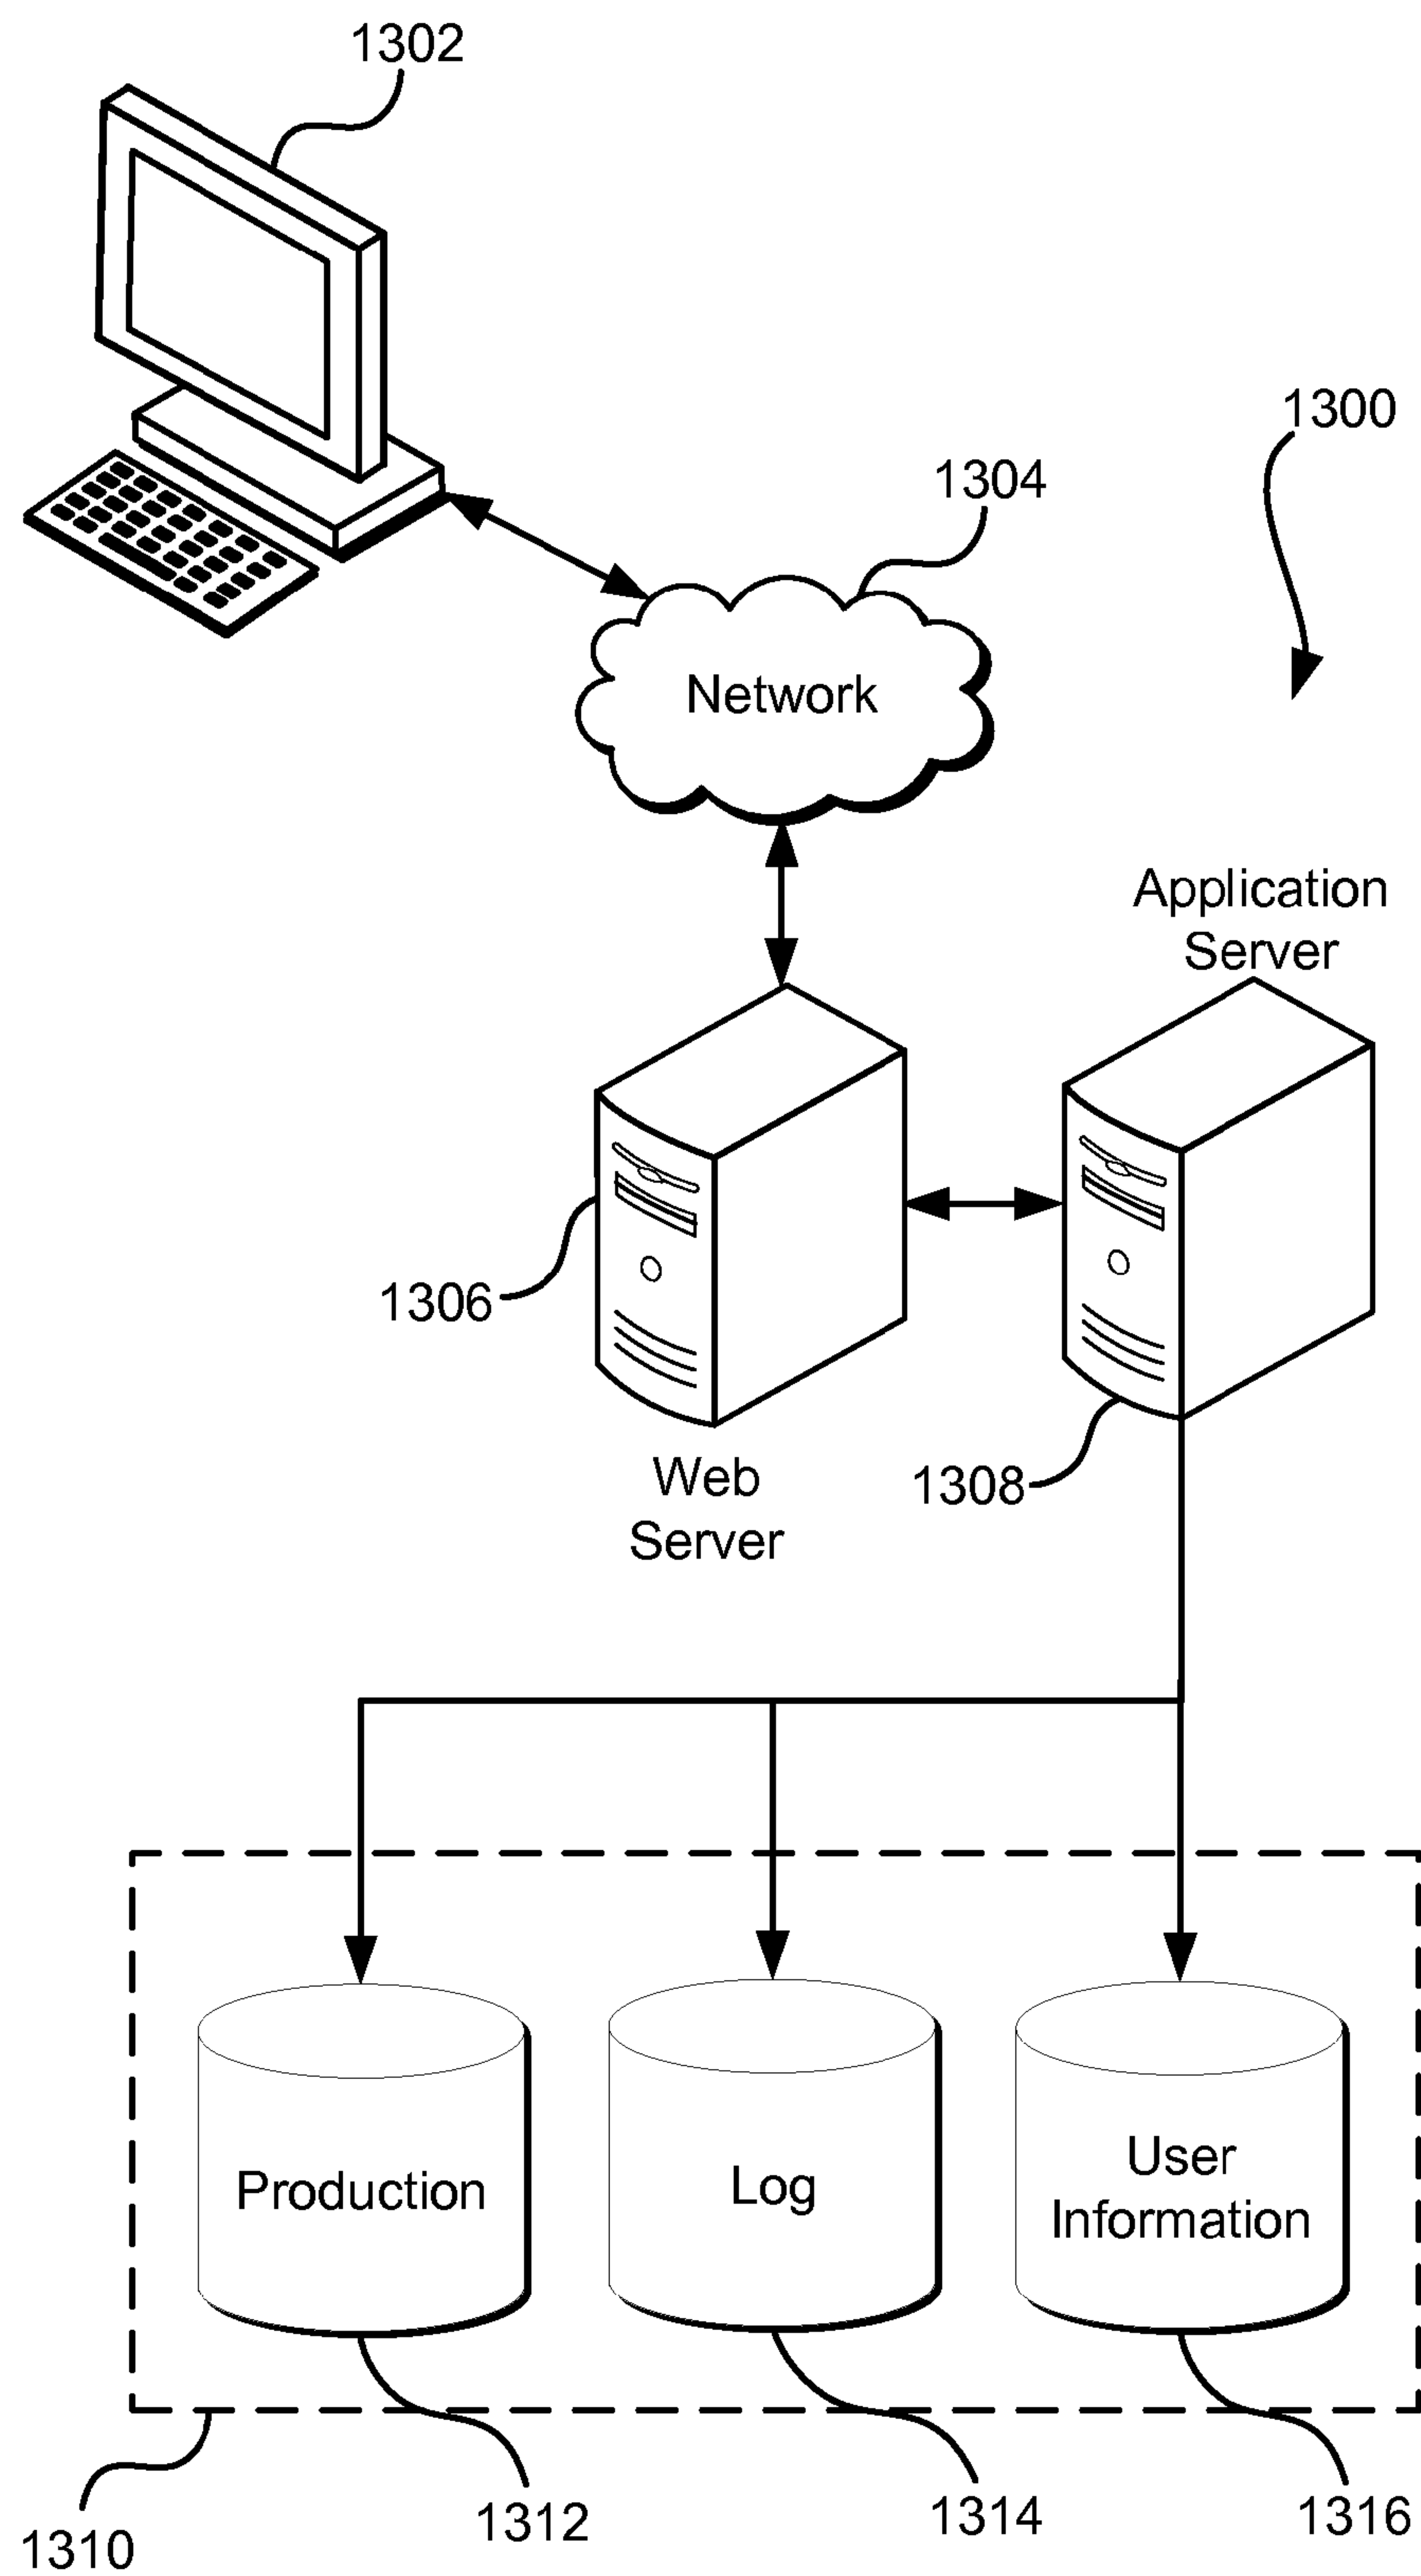 1302
1300
1304
Network
Application
Server
1306
1308
Web
Server
Production
Log
User
Information
1310
1312
1314
1316